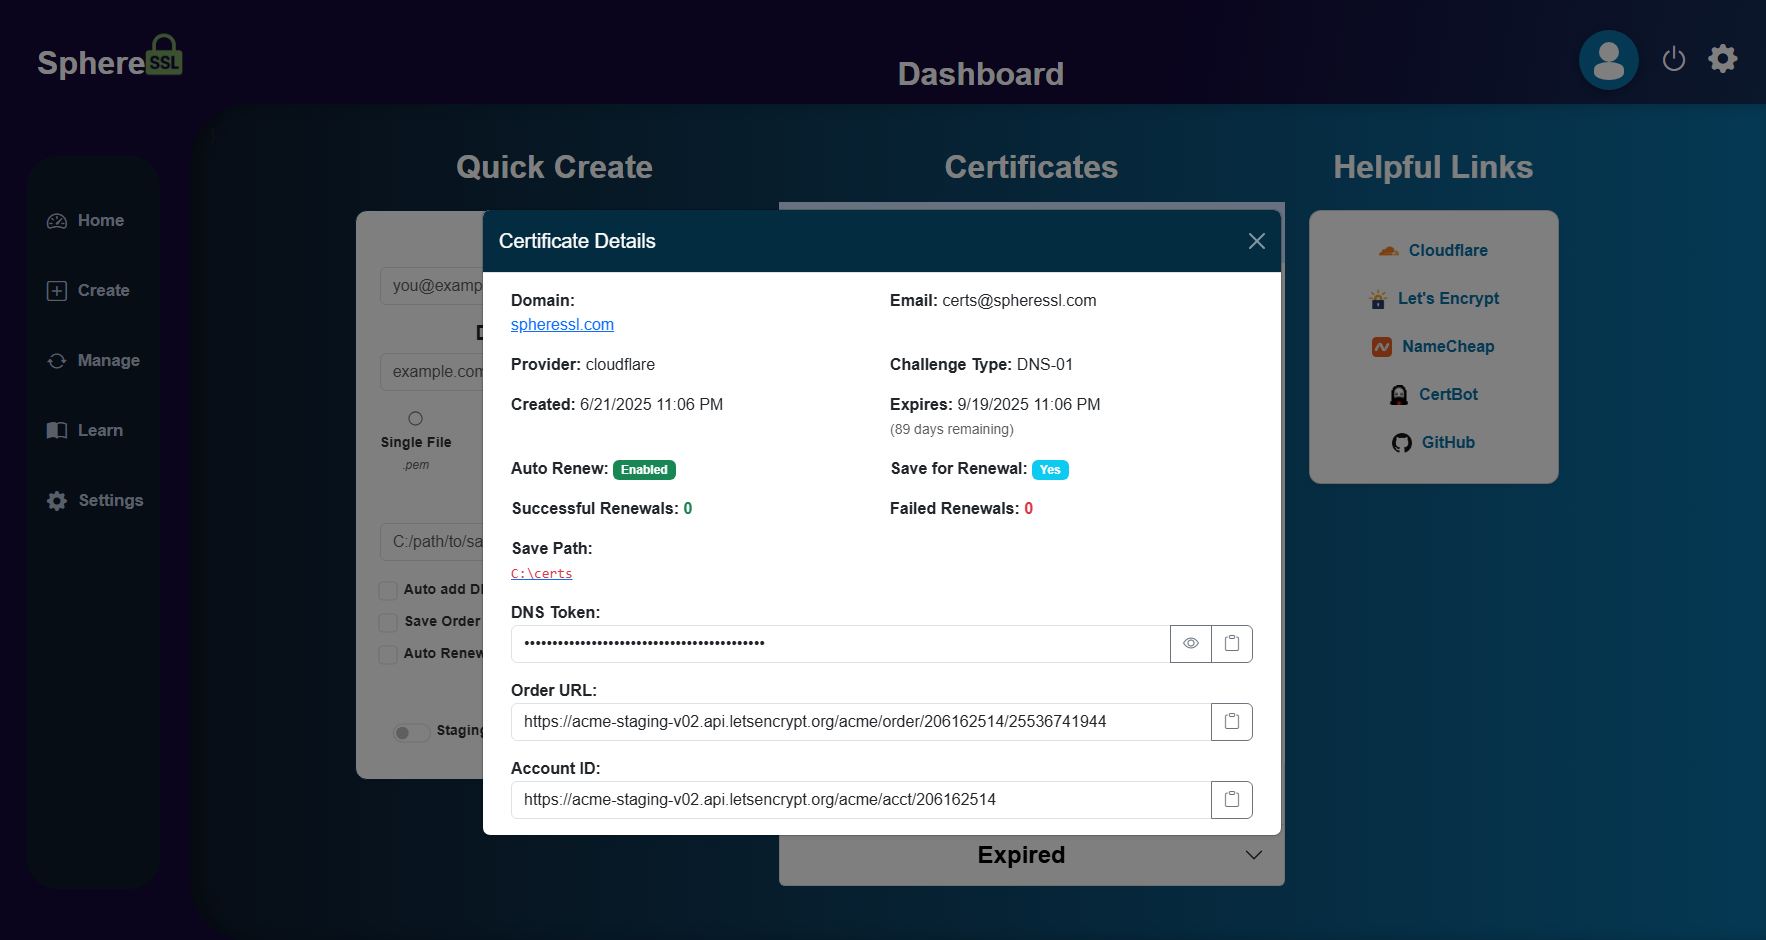 Sphere SSL
Dashboard
Home
Create
Manage
Learn
Settings
Quick Create
Certificates
Helpful Links
you@examp
example.com
Single File
.pem
C:/path/to/sa
Auto add D
Save Order
Auto Renew
Staging
Certificate Details
Domain:
spheressl.com
Email: certs@spheressl.com
Provider: cloudflare
Challenge Type: DNS-01
Created: 6/21/2025 11:06 PM
Expires: 9/19/2025 11:06 PM
(89 days remaining)
Auto Renew: Enabled
Save for Renewal: Yes
Successful Renewals: 0
Failed Renewals: 0
Save Path:
C:\certs
DNS Token:
Order URL:
https://acme-staging-v02.api.letsencrypt.org/acme/order/206162514/25536741944
Account ID:
https://acme-staging-v02.api.letsencrypt.org/acme/acct/206162514
Expired
Cloudflare
Let's Encrypt
NameCheap
CertBot
GitHub